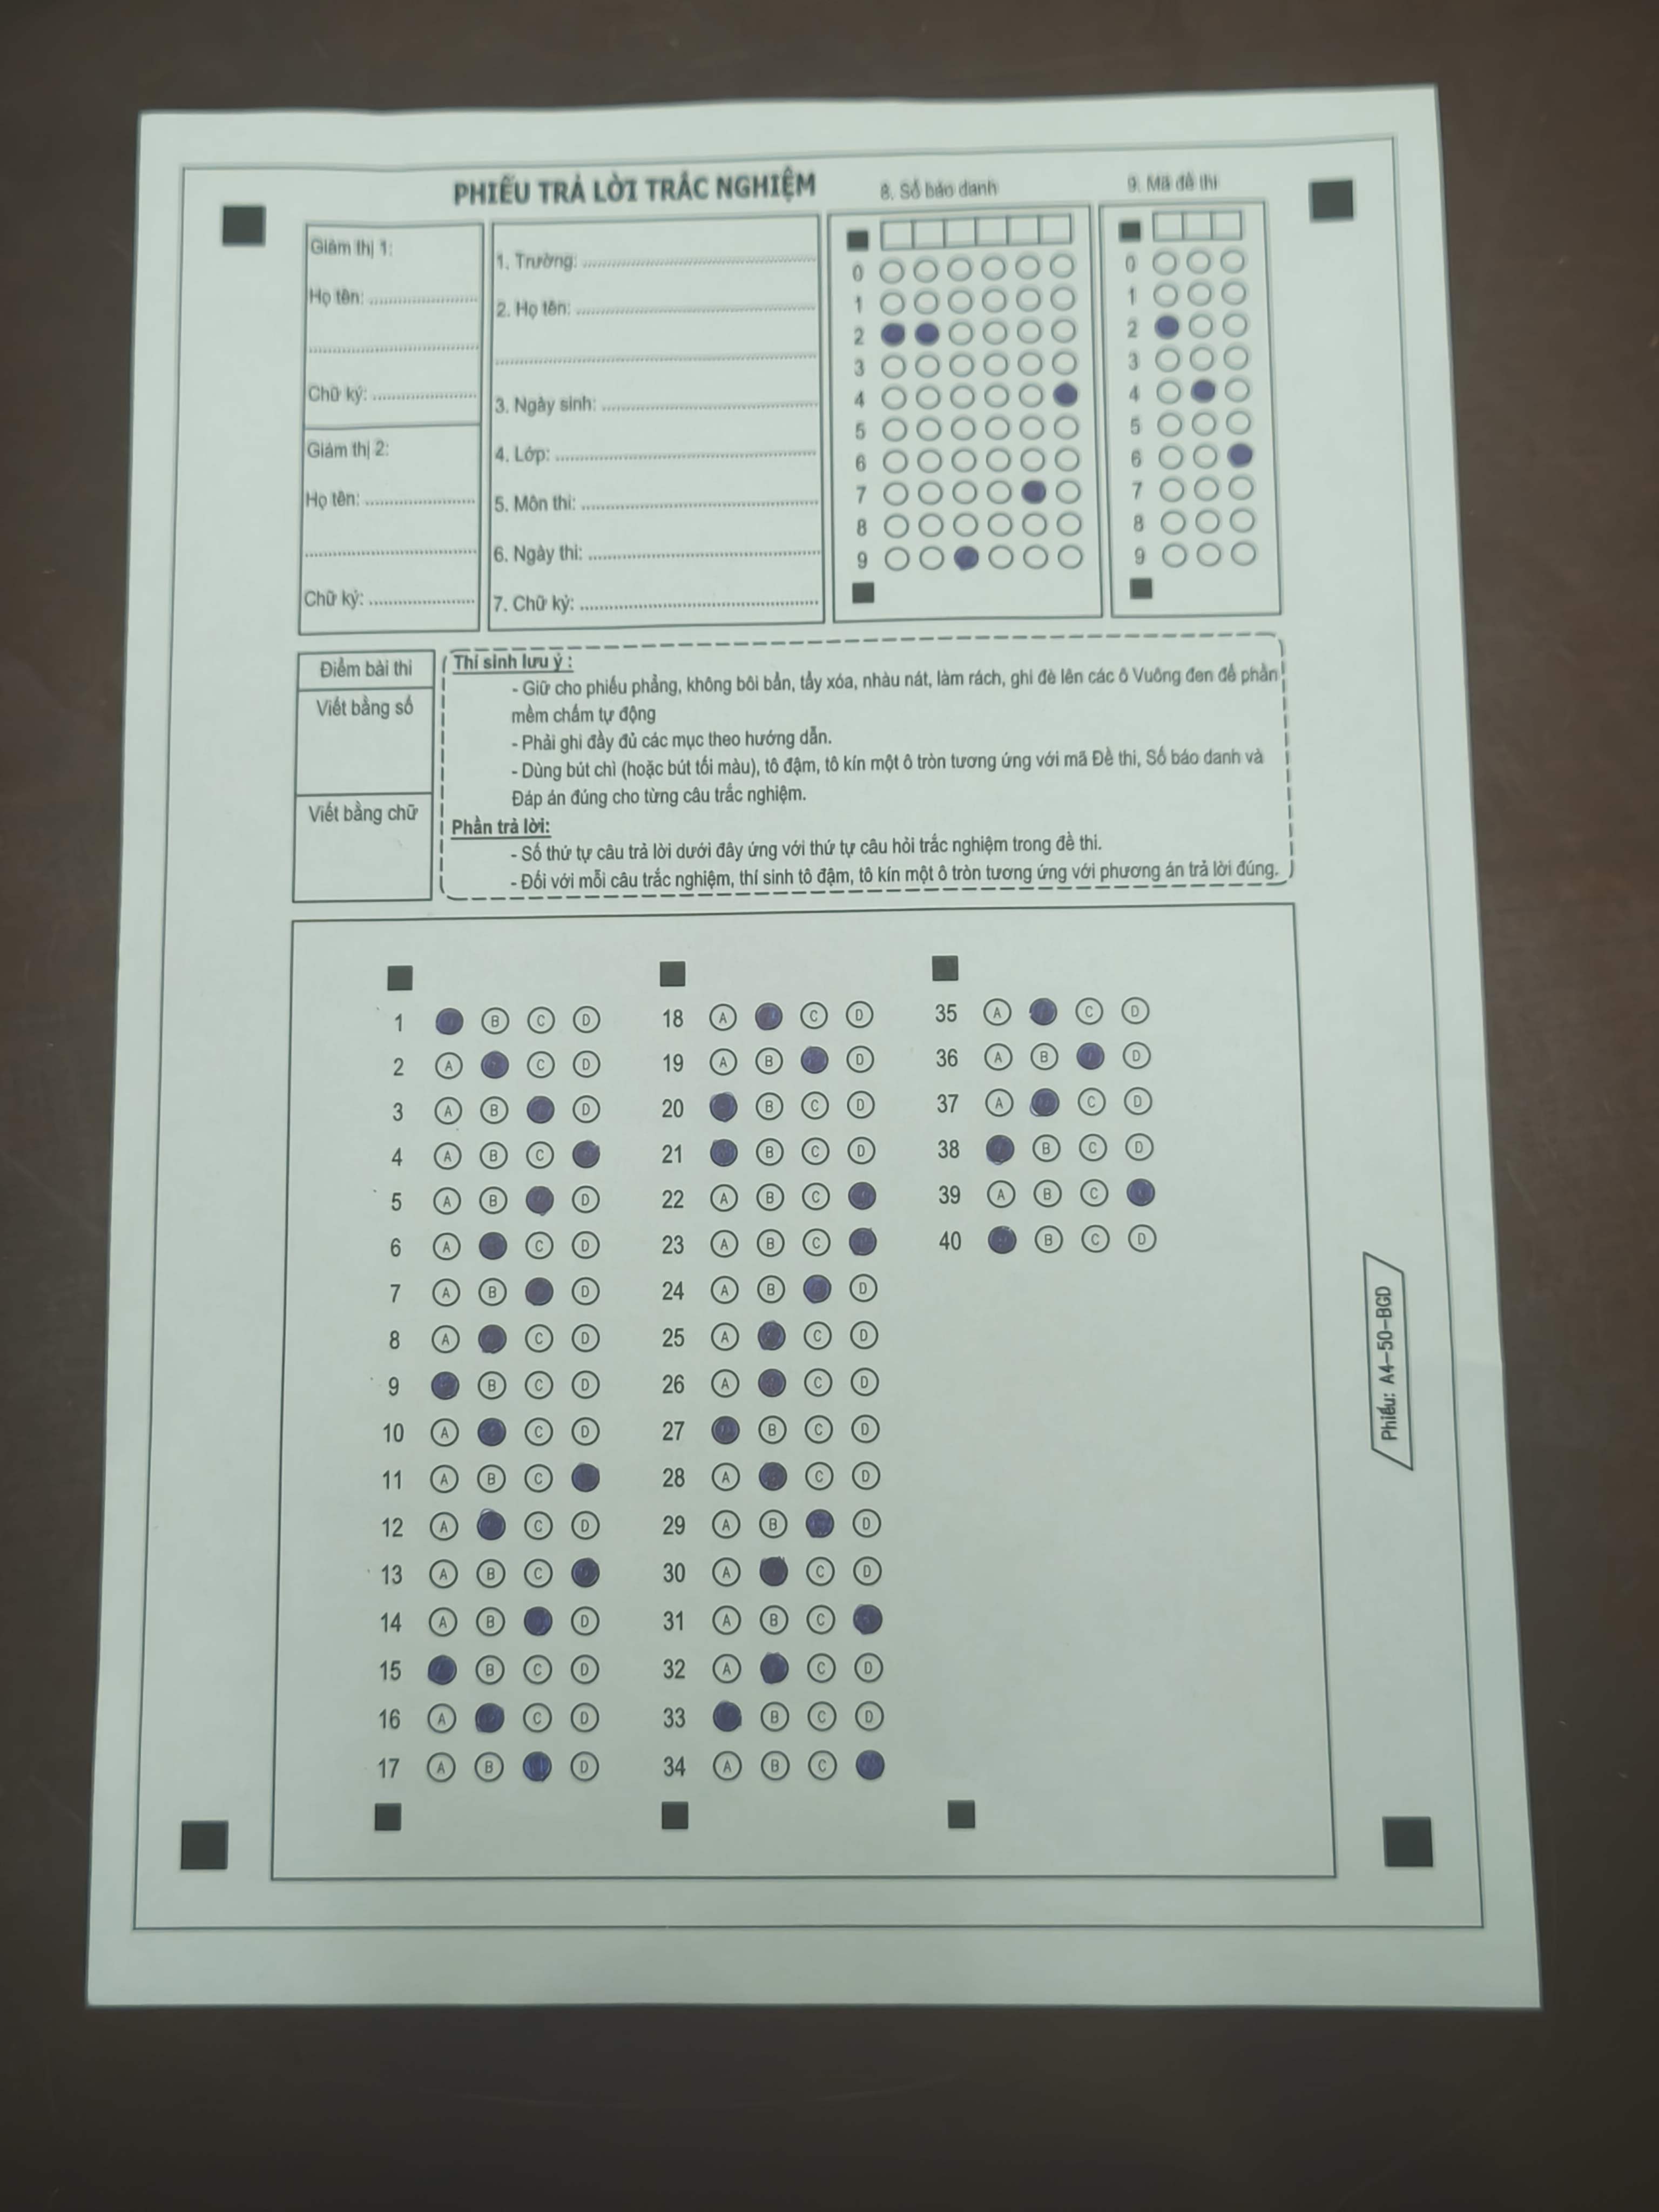 PHIẾU TRẢ LỜI TRẮC NGHIỆM
8. Số báo danh
9. Mã đề thi
Giám thị 1:
Họ tên: ..........................
..........................
Chữ ký: ..........................
Giám thị 2:
Họ tên: ..........................
..........................
Chữ ký: ..........................
1. Trường: ..........................
2. Họ tên: ..........................
..........................
3. Ngày sinh: ..........................
4. Lớp: ..........................
5. Môn thi: ..........................
6. Ngày thi: ..........................
7. Chữ ký: ..........................
0
1
2
3
4
5
6
7
8
9
0
1
2
3
4
5
6
7
8
9
Điểm bài thi
Viết bằng số
Viết bằng chữ
Thí sinh lưu ý :
- Giữ cho phiếu phẳng, không bôi bẩn, tẩy xóa, nhàu nát, làm rách, ghi đè lên các ô Vuông đen để phần
mềm chấm tự động
- Phải ghi đầy đủ các mục theo hướng dẫn.
- Dùng bút chì (hoặc bút tối màu), tô đậm, tô kín một ô tròn tương ứng với mã Đề thi, Số báo danh và
Đáp án đúng cho từng câu trắc nghiệm.
Phần trả lời:
- Số thứ tự câu trả lời dưới đây ứng với thứ tự câu hỏi trắc nghiệm trong đề thi.
- Đối với mỗi câu trắc nghiệm, thí sinh tô đậm, tô kín một ô tròn tương ứng với phương án trả lời đúng.
1 B C D
2 A C D
3 A B D
4 A B C
5 A B D
6 A C D
7 A B D
8 A C D
9 B C D
10 A C D
11 A B C
12 A C D
13 A B C
14 A B D
15 B C D
16 A C D
17 A B D
18 A C D
19 A B D
20 B C D
21 B C D
22 A B C
23 A B C
24 A B D
25 A C D
26 A C D
27 B C D
28 A C D
29 A B D
30 A C D
31 A B C
32 A C D
33 B C D
34 A B C
35 A C D
36 A B D
37 A C D
38 B C D
39 A B C
40 B C D
Phiếu: A4-50-BGD